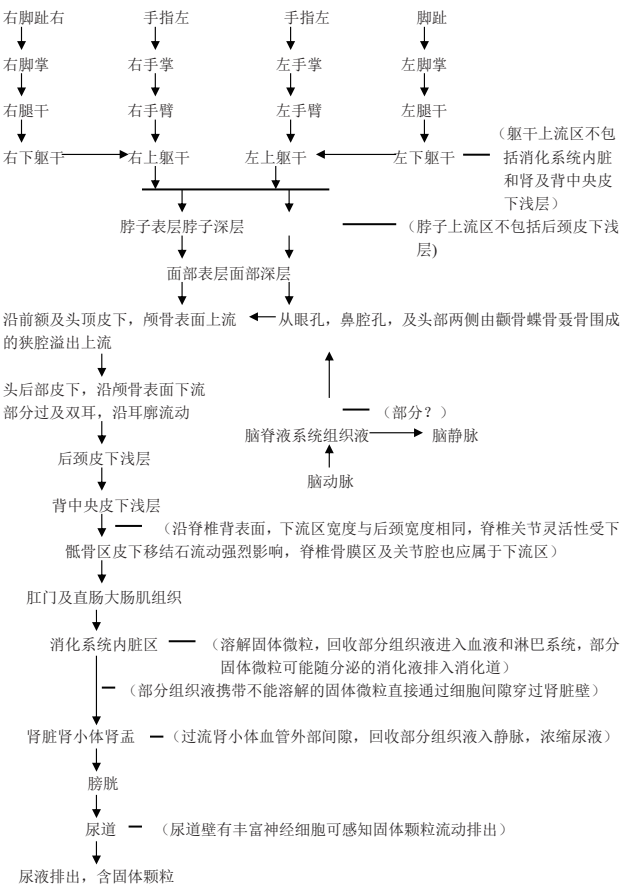 右脚趾右 手指左 手指左 脚趾
右脚掌 右手掌 左手掌 左脚掌
右腿干 右手臂 左手臂 左腿干
右下躯干 右上躯干 左上躯干 左下躯干
（躯干上流区不包
括消化系统内脏
和肾及背中央皮
下浅层）
脖子表层脖子深层
（脖子上流区不包括后颈皮下浅
层)
面部表层面部深层
沿前额及头顶皮下，颅骨表面上流 从眼孔，鼻腔孔，及头部两侧由颧骨蝶骨聂骨围成
的狭腔溢出上流
头后部皮下，沿颅骨表面下流
部分过及双耳，沿耳廓流动
（部分？）
脑脊液系统组织液 脑静脉
后颈皮下浅层
脑动脉
背中央皮下浅层
（沿脊椎背表面，下流区宽度与后颈宽度相同，脊椎关节灵活性受下
骶骨区皮下移结石流动强烈影响，脊椎骨膜区及关节腔也应属于下流区）
肛门及直肠大肠肌组织
消化系统内脏区 （溶解固体微粒，回收部分组织液进入血液和淋巴系统，部分
固体微粒可能随分泌的消化液排入消化道）
（部分组织液携带不能溶解的固体微粒直接通过细胞间隙穿过肾脏壁）
肾脏肾小体肾盂 （过流肾小体血管外部间隙，回收部分组织液入静脉，浓缩尿液）
膀胱
尿道 （尿道壁有丰富神经细胞可感知固体颗粒流动排出）
尿液排出，含固体颗粒